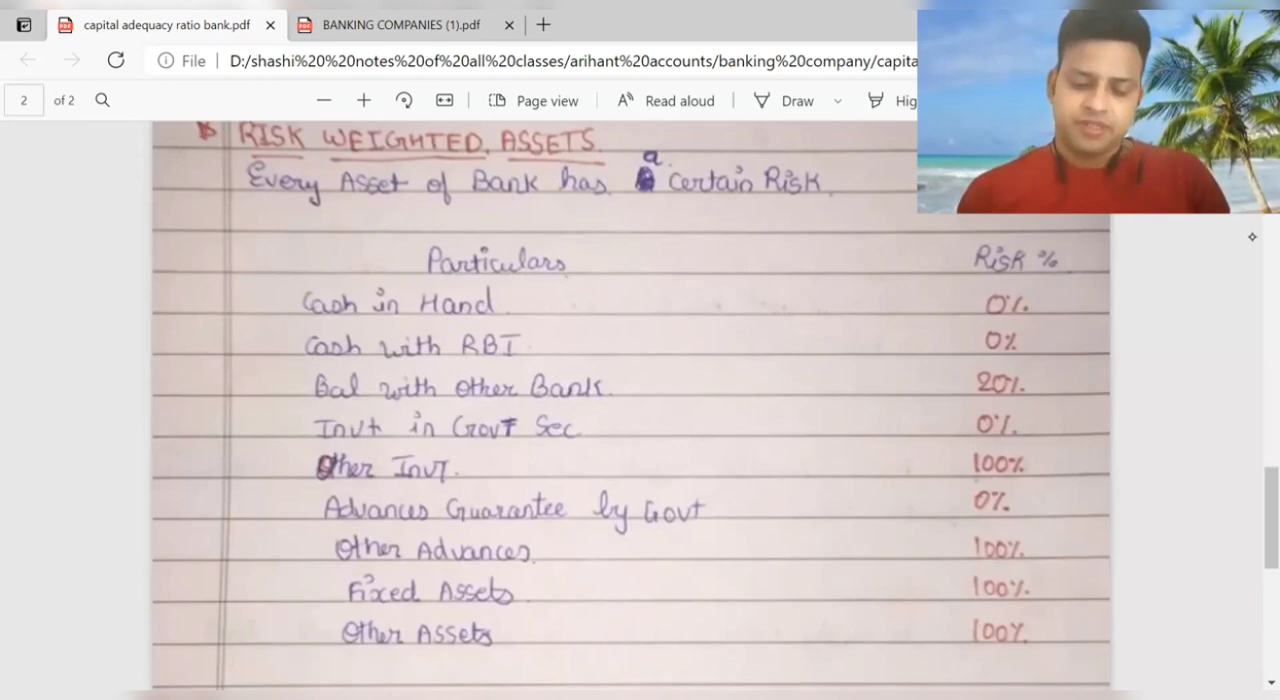 capital adequacy ratio bank.pdf
BANKING COMPANIES (1).pdf
File D:/shashi%20%20notes%20of%20all%20classes/arihant%20accounts/banking%20company/capita
2 of 2 Page view Read aloud Draw Hig
RISK WEIGHTED ASSETS
Every Asset of Bank has a Certain Risk
Particulars Risk %
Cash in Hand 0%
Cash with RBI 0%
Bal with other Bank 20%
Invt in Govt Sec 0%
Other Invt. 100%
Advances Guarantee by Govt 0%
Other Advances 100%
Fixed Assets 100%
Other Assets 100%